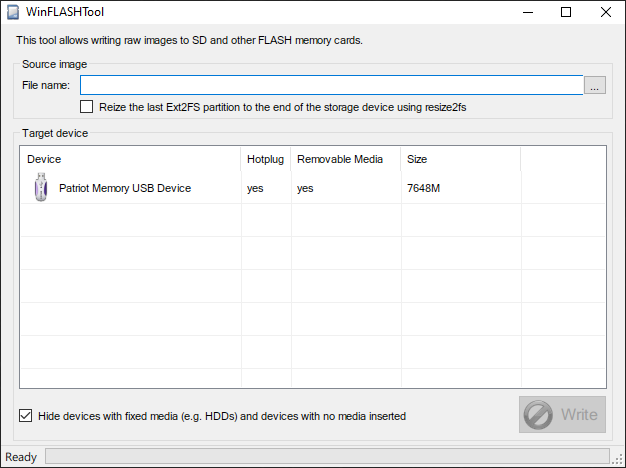 WinFLASHTool
This tool allows writing raw images to SD and other FLASH memory cards.
Source image
File name:
...
Reize the last Ext2FS partition to the end of the storage device using resize2fs
Target device
Device Hotplug Removable Media Size
Patriot Memory USB Device yes yes 7648M
Hide devices with fixed media (e.g. HDDs) and devices with no media inserted
Write
Ready